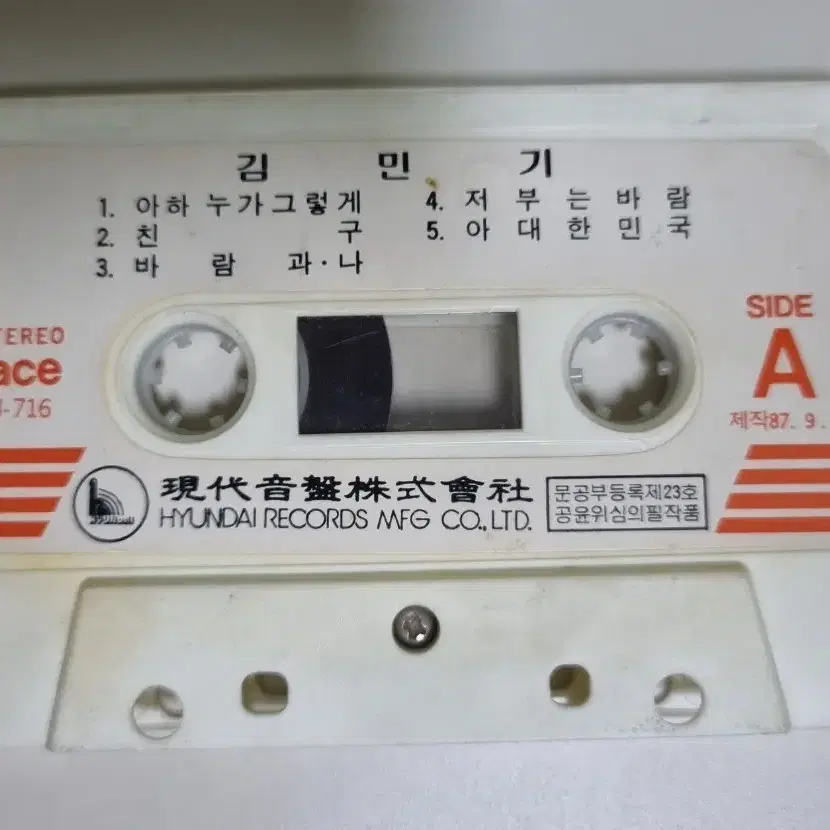 김 민 기
1. 아하 누가그렇게
2. 친 구
3. 바 람 과·나
4. 저 부 는 바 람
5. 아 대 한 민 국
TEREO
ace
-716
SIDE
A
제작87. 9.
現代音盤株式會社
HYUNDAI RECORDS MFG CO., LTD.
문공부등록제23호
공윤위심의필작품